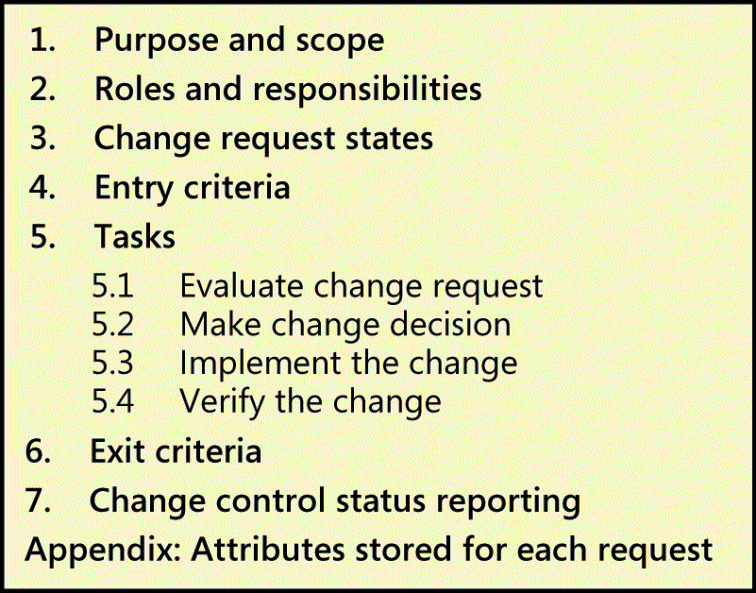 1. Purpose and scope
2. Roles and responsibilities
3. Change request states
4. Entry criteria
5. Tasks
5.1 Evaluate change request
5.2 Make change decision
5.3 Implement the change
5.4 Verify the change
6. Exit criteria
7. Change control status reporting
Appendix: Attributes stored for each request